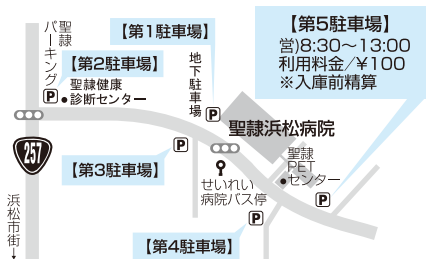 【第5駐車場】
営)8:30～13:00
利用料金/¥100
※入庫前精算
【第1駐車場】
聖隷
パーキング
【第2駐車場】
P
聖隷健康
診断センター
地下駐車場
P
聖隷浜松病院
257
P
【第3駐車場】
せいれい
病院バス停
聖隷
PET
センター
P
P
浜松市街
【第4駐車場】